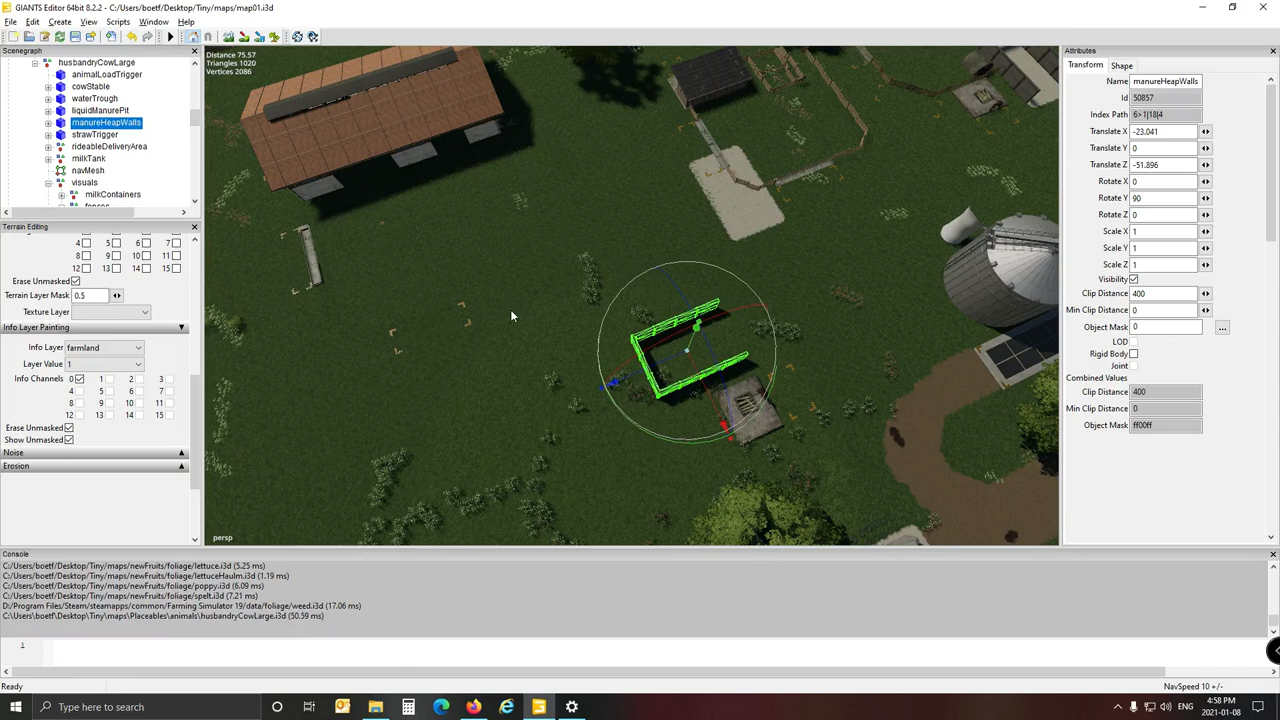 GIANTS Editor 64bit 8.2.2 - C:/Users/boetf/Desktop/Tiny/maps/map01.i3d
File Edit Create View Scripts Window Help
Scenegraph
husbandryCowLarge
animalLoadTrigger
cowStable
waterTrough
liquidManurePit
manureHeapWalls
strawTrigger
rideableDeliveryArea
milkTank
navMesh
visuals
milkContainers
fences
Terrain Editing
4 5 6 7
8 9 10 11
12 13 14 15
Erase Unmasked
Terrain Layer Mask 0.5
Texture Layer
Info Layer Painting
Info Layer farmland
Layer Value 1
Info Channels 0 1 2 3
4 5 6 7
8 9 10 11
12 13 14 15
Erase Unmasked
Show Unmasked
Noise
Erosion
Distance 75.57
Triangles 1020
Vertices 2086
persp
Attributes
Transform Shape
Name manureHeapWalls
Id 50857
Index Path 6>1|18|4
Translate X -23.041
Translate Y 0
Translate Z -51.896
Rotate X 0
Rotate Y 90
Rotate Z 0
Scale X 1
Scale Y 1
Scale Z 1
Visibility
Clip Distance 400
Min Clip Distance 0
Object Mask 0 ...
LOD
Rigid Body
Joint
Combined Values
Clip Distance 400
Min Clip Distance 0
Object Mask ff00ff
Console
C:/Users/boetf/Desktop/Tiny/maps/newFruits/foliage/lettuce.i3d (5.25 ms)
C:/Users/boetf/Desktop/Tiny/maps/newFruits/foliage/lettuceHaulm.i3d (1.19 ms)
C:/Users/boetf/Desktop/Tiny/maps/newFruits/foliage/poppy.i3d (6.09 ms)
C:/Users/boetf/Desktop/Tiny/maps/newFruits/foliage/spelt.i3d (7.21 ms)
D:/Program Files/Steam/steamapps/common/Farming Simulator 19/data/foliage/weed.i3d (17.06 ms)
C:\Users\boetf\Desktop\Tiny\maps\Placeables\animals\husbandryCowLarge.i3d (50.59 ms)
1
Ready NavSpeed 10 +/-
Type here to search
ENG
4:58 PM
2021-01-08